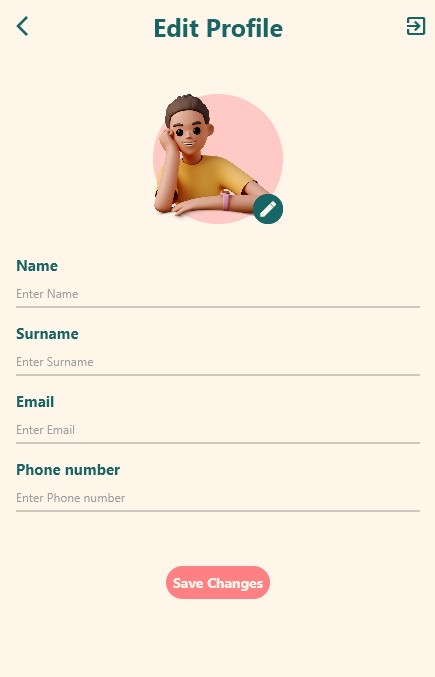 Edit Profile
Name
Enter Name
Surname
Enter Surname
Email
Enter Email
Phone number
Enter Phone number
Save Changes